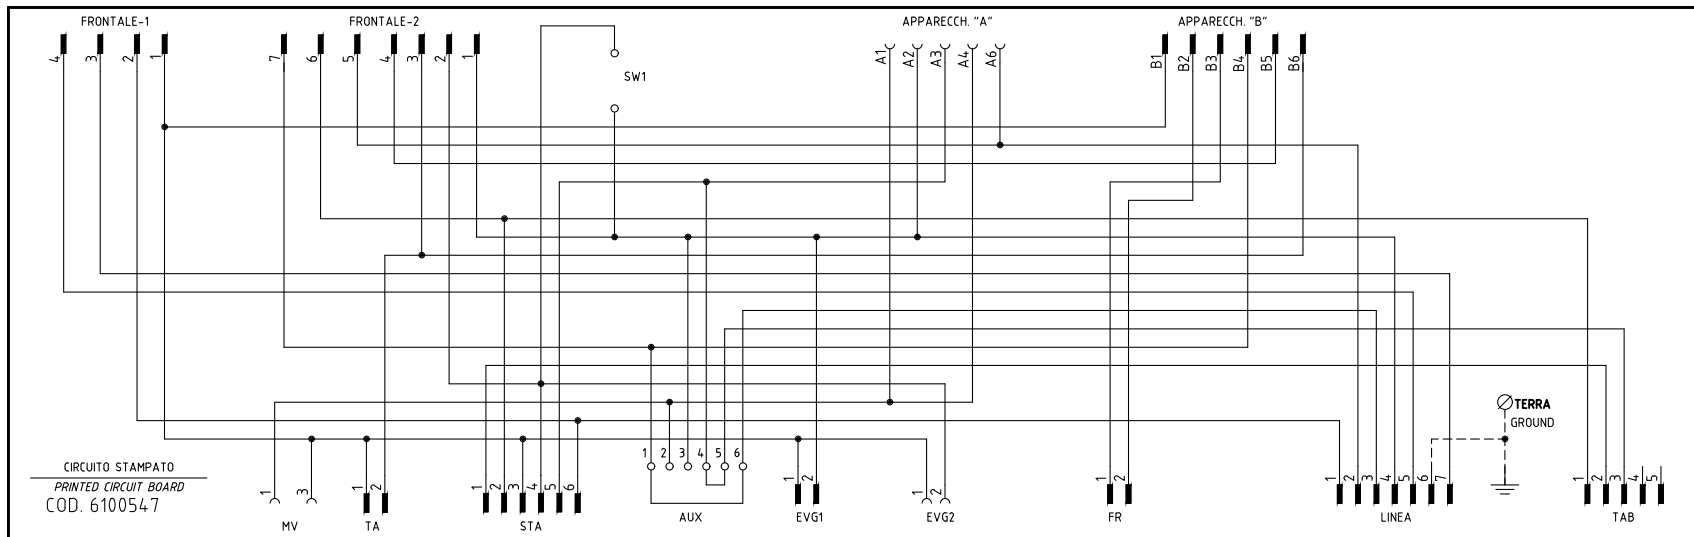 FRONTALE-1
FRONTALE-2
APPARECCH. "A"
APPARECCH. "B"
4 3 2 1
7 6 5 4 3 2 1
SW1
A1 A2 A3 A4 A6
B1 B2 B3 B4 B5 B6
TERRA
GROUND
CIRCUITO STAMPATO
PRINTED CIRCUIT BOARD
COD. 6100547
1 3
MV
1 2
TA
1 2 3 4 5 6
STA
1 2 3 4 5 6
AUX
1 2
EVG1
1 2
EVG2
1 2
FR
1 2 3 4 5 6 7
LINEA
1 2 3 4 5
TAB